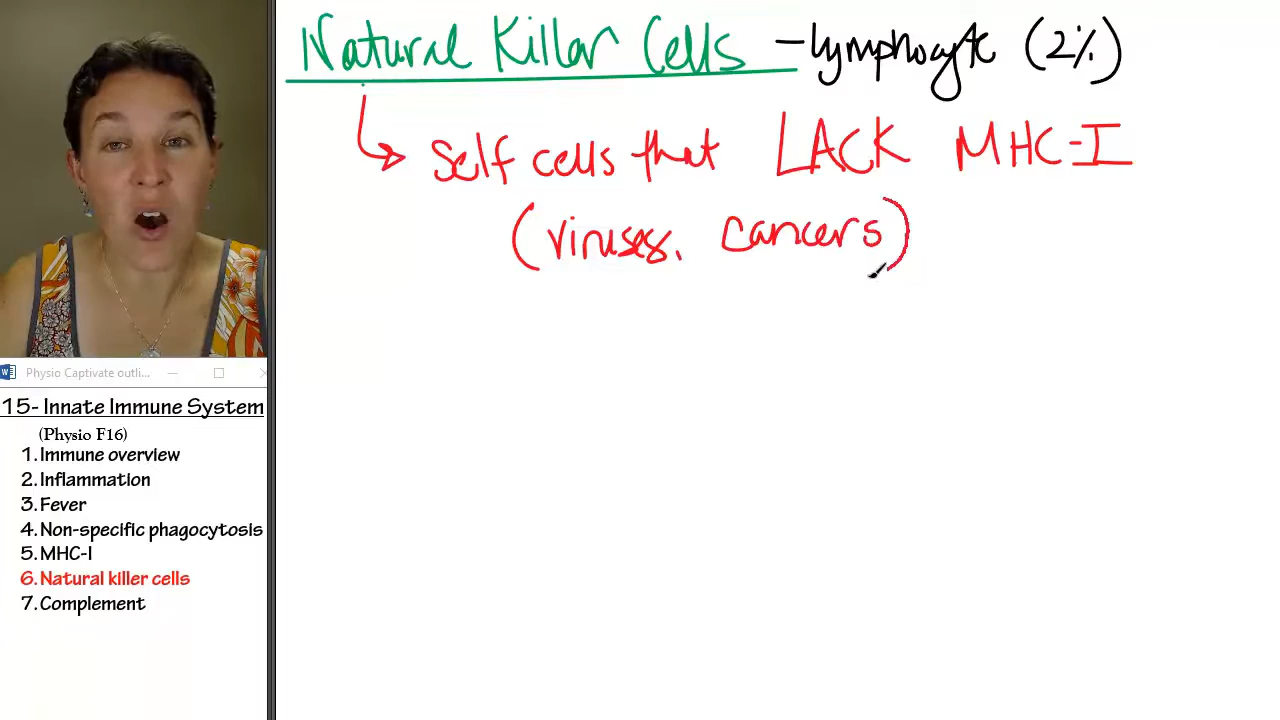 Natural Killer Cells - lymphocyte (2%)
Self cells that LACK MHC-I
(viruses, cancers)
Physio Captivate outli...
15- Innate Immune System
(Physio F16)
1. Immune overview
2. Inflammation
3. Fever
4. Non-specific phagocytosis
5. MHC-I
6. Natural killer cells
7. Complement